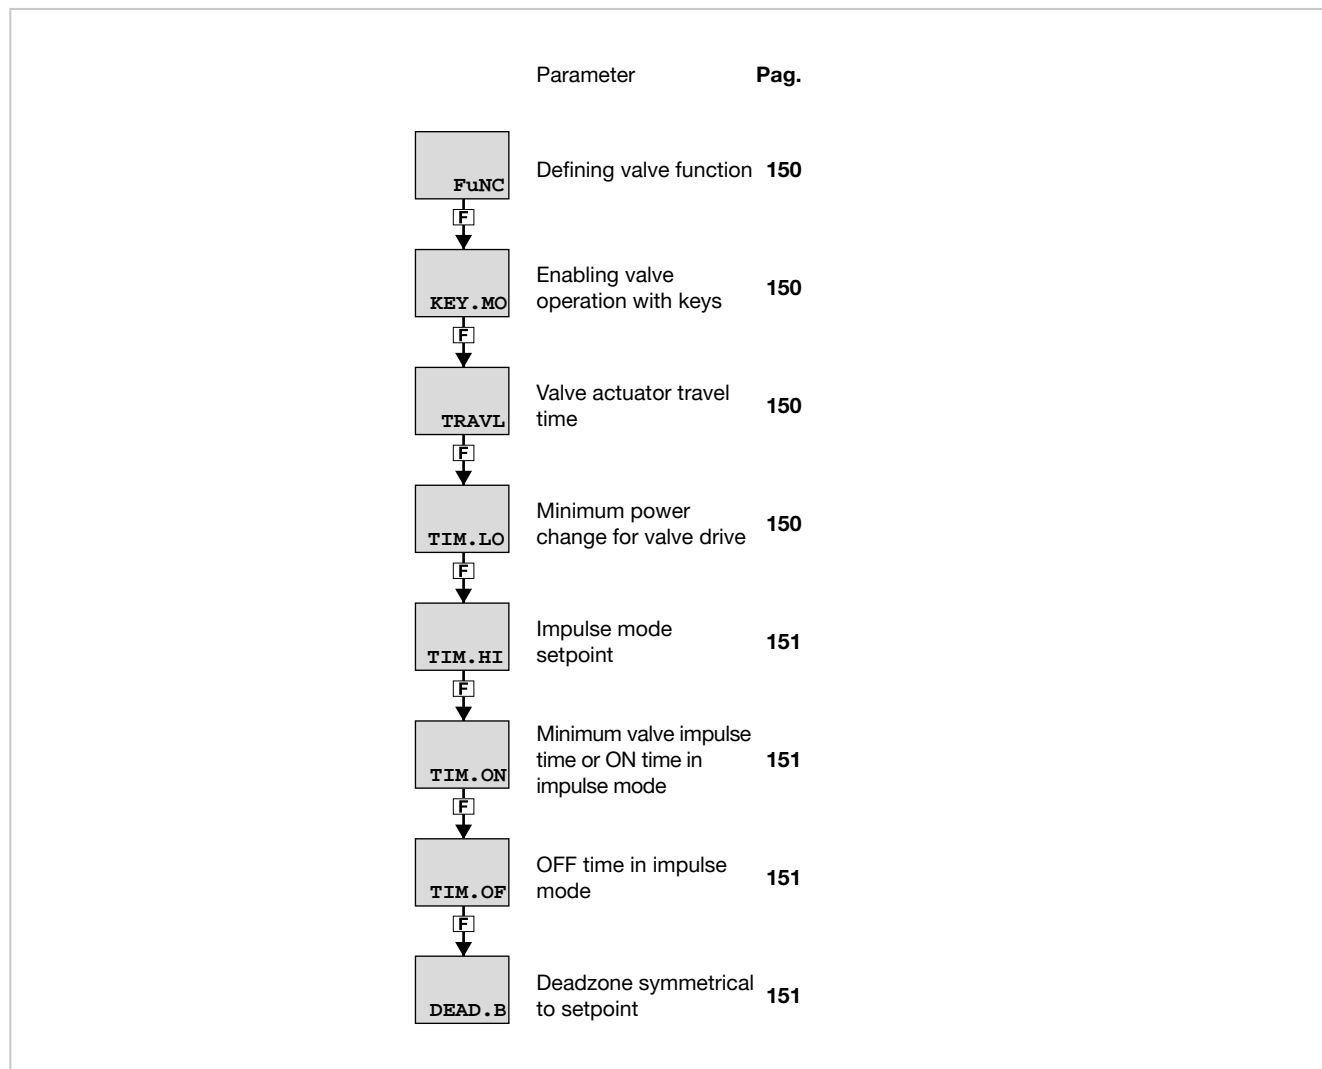 Parameter Pag.
FuNC
Defining valve function 150
F
KEY.MO
Enabling valve
operation with keys 150
F
TRAVL
Valve actuator travel
time 150
F
TIM.LO
Minimum power
change for valve drive 150
F
TIM.HI
Impulse mode
setpoint 151
F
TIM.ON
Minimum valve impulse
time or ON time in 151
impulse mode
F
TIM.OF
OFF time in impulse
mode 151
F
DEAD.B
Deadzone symmetrical
to setpoint 151